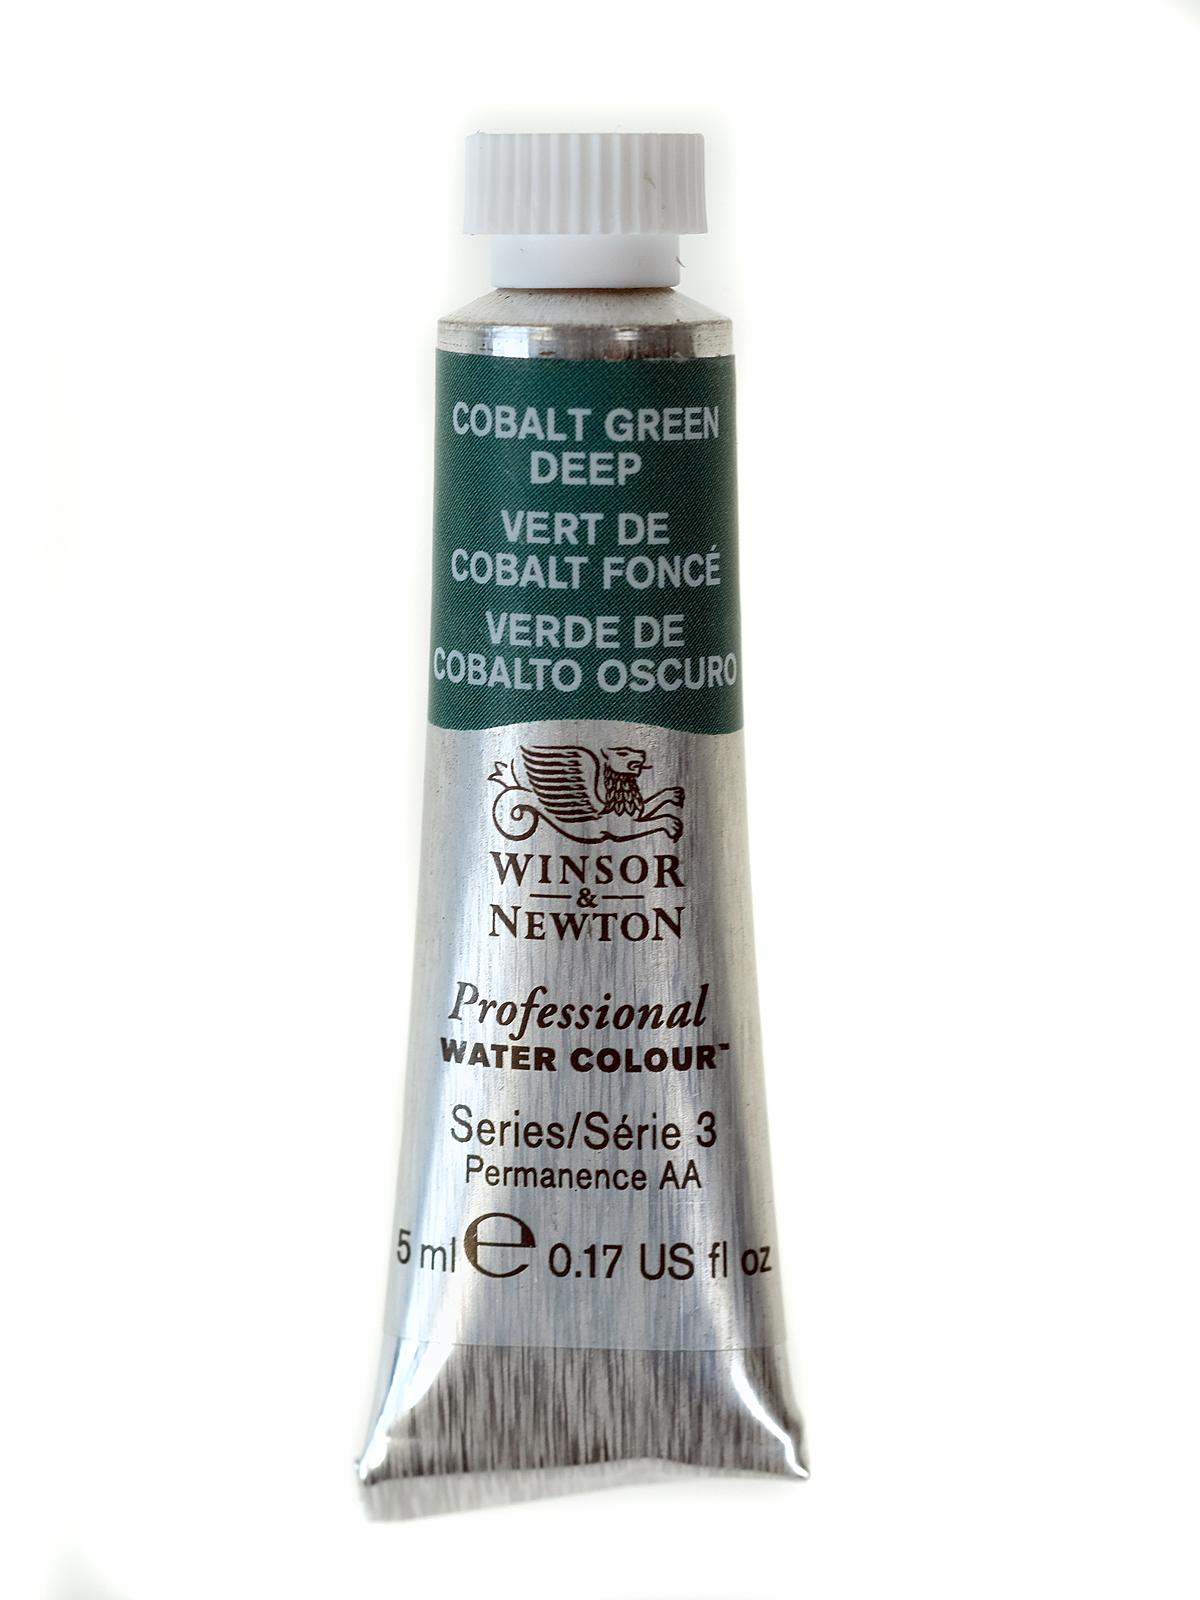 COBALT GREEN
DEEP
VERT DE
COBALT FONCÉ
VERDE DE
COBALTO OSCURO
WINSOR
&
NEWTON
Professional
WATER COLOUR™
Series/Série 3
Permanence AA
5 ml ℮ 0.17 US fl oz